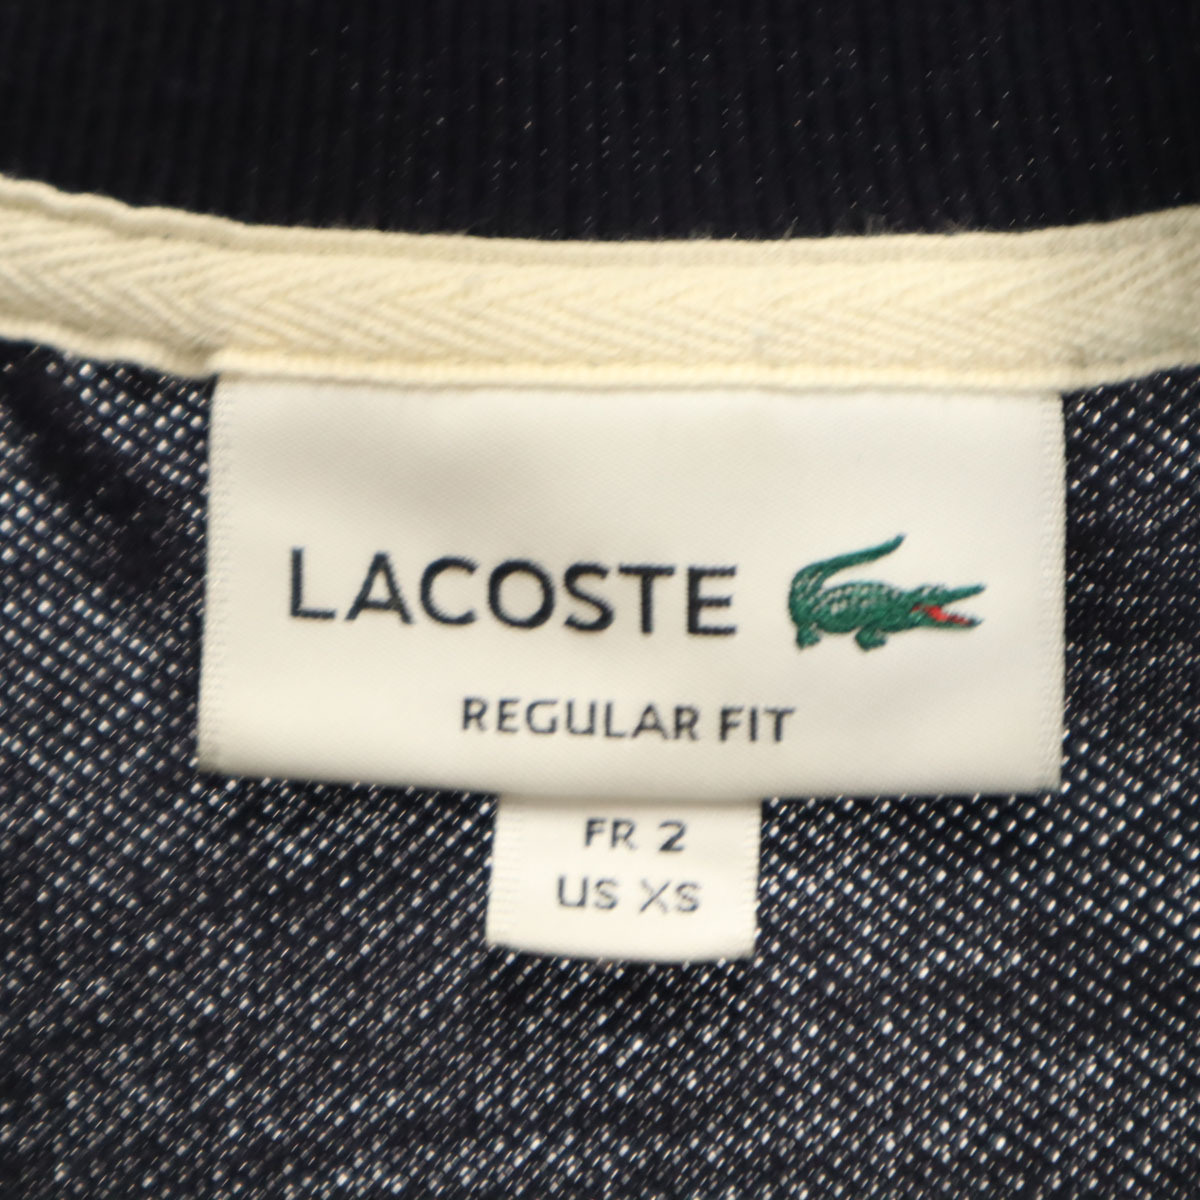 LACOSTE
REGULAR FIT
FR 2
US XS